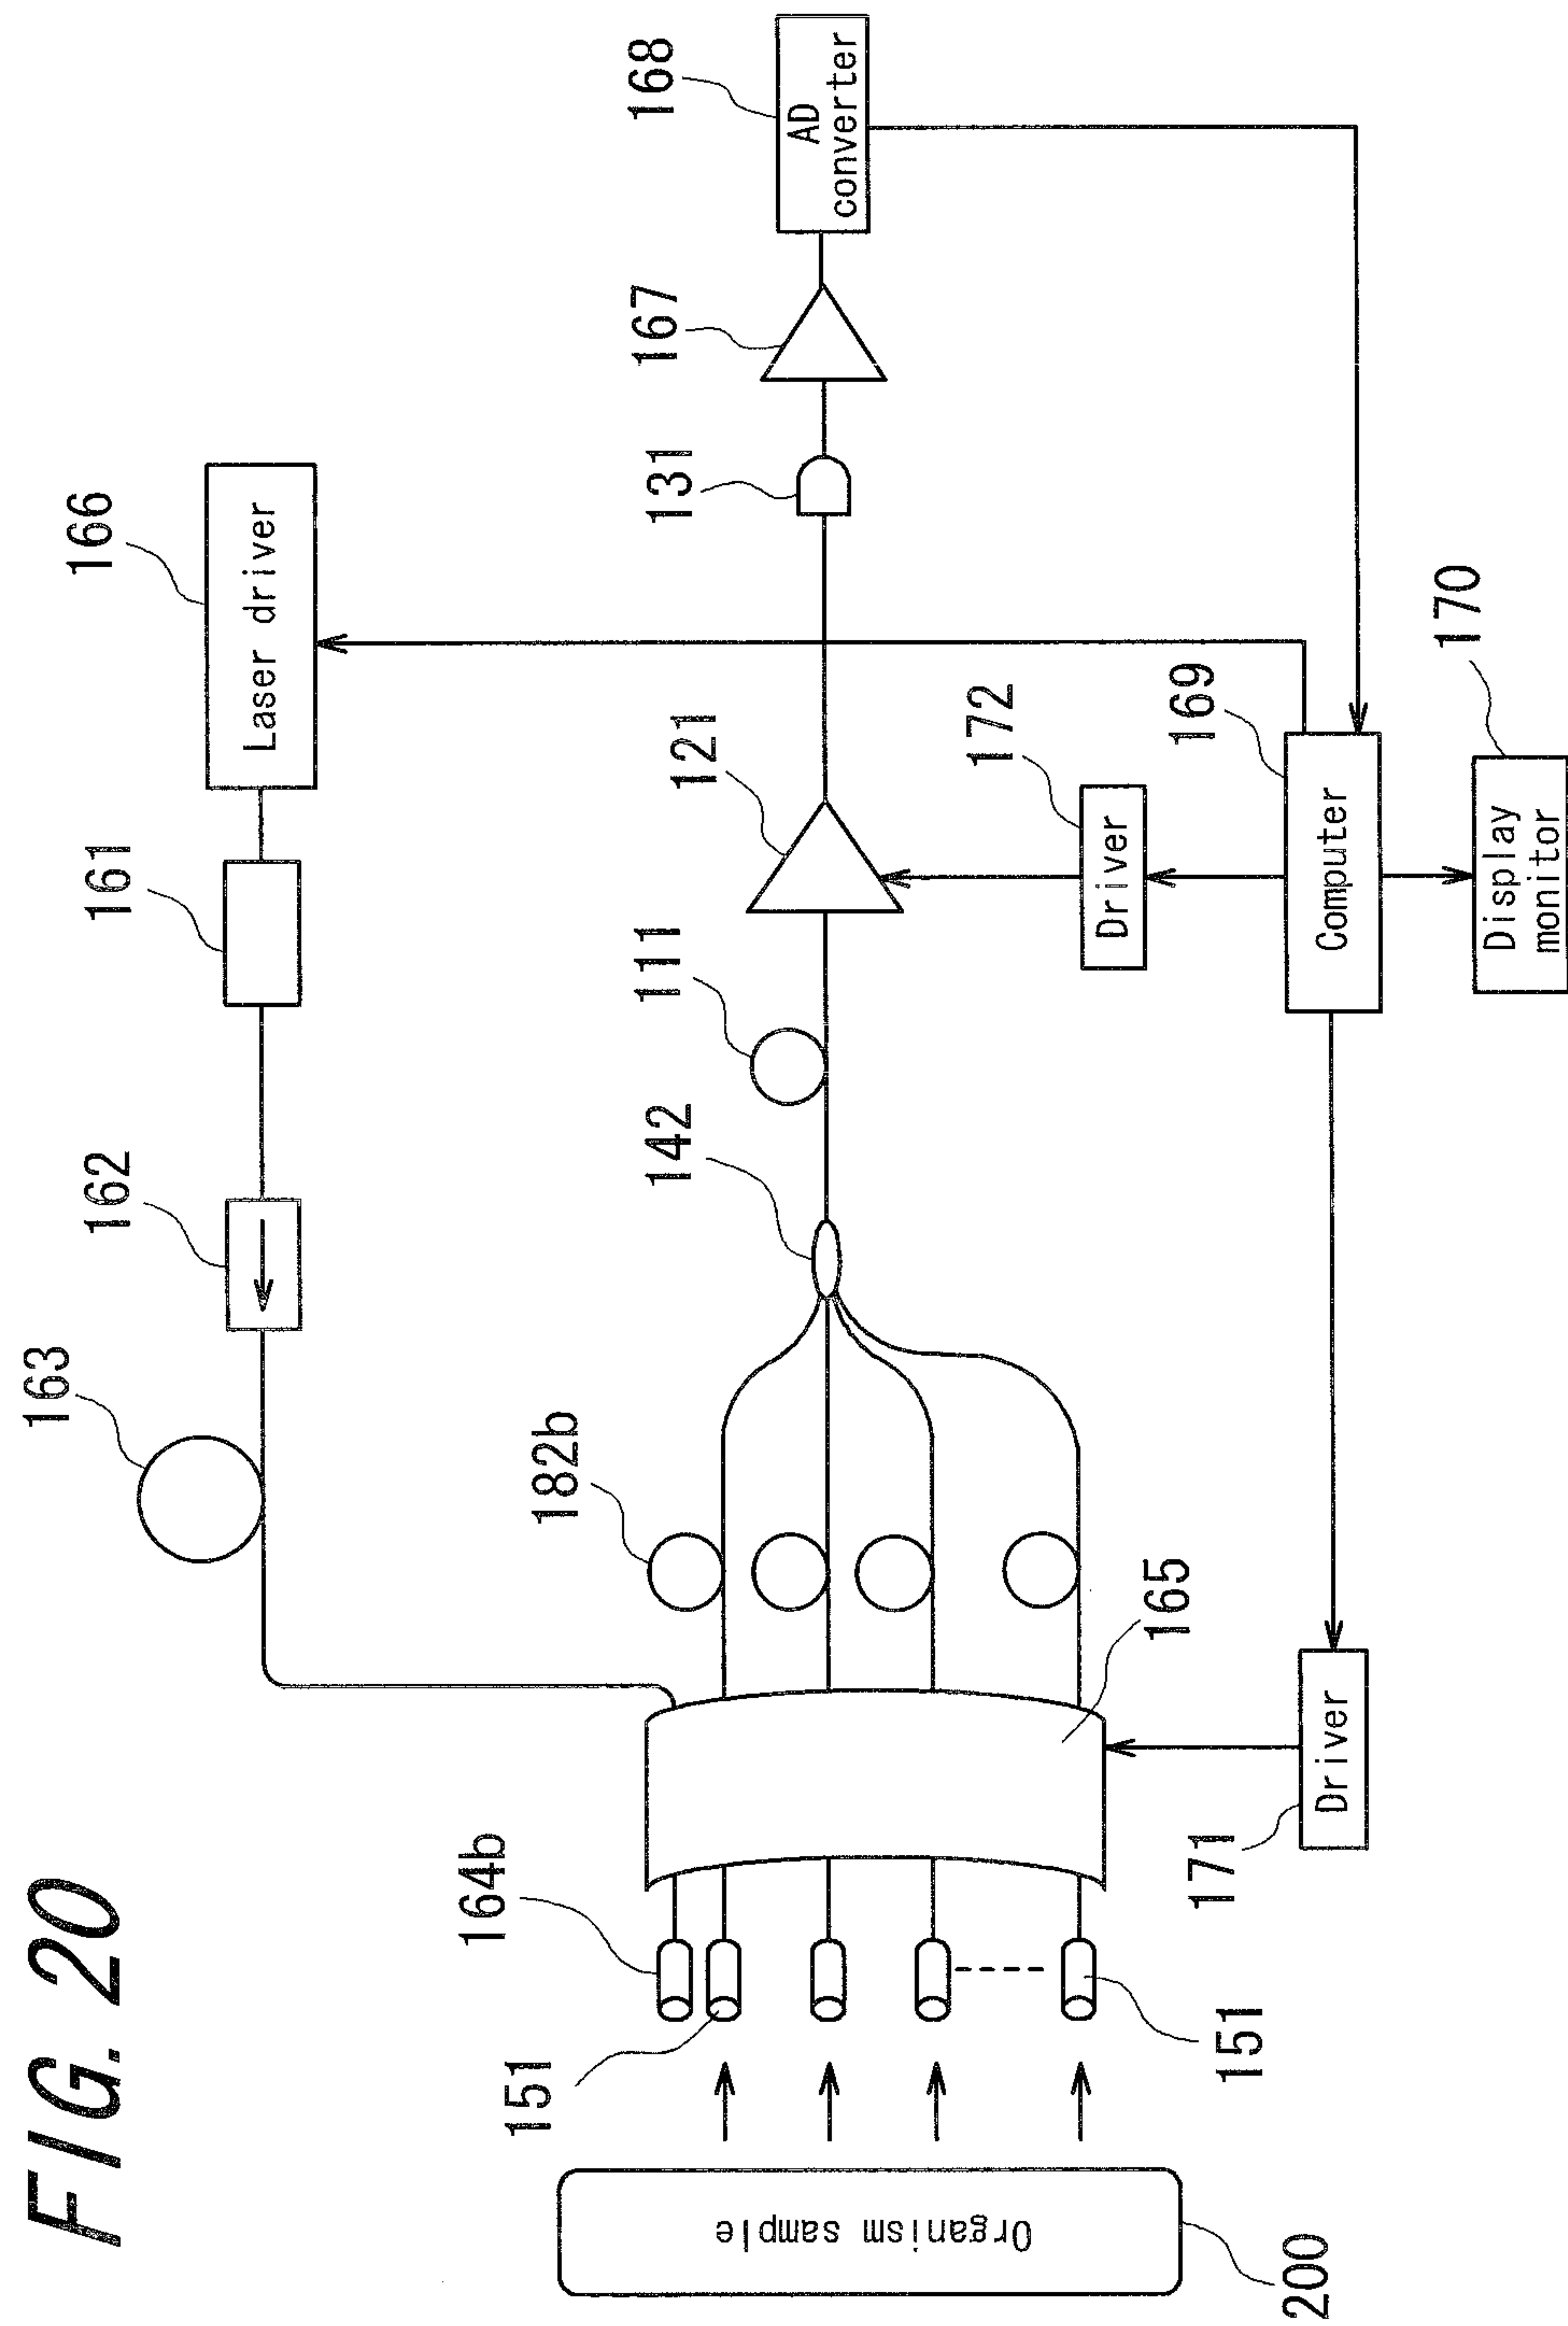 FIG. 20
163
162
161
166
Laser driver
164b
182b
142
111
121
131
167
168
AD
converter
151
165
172
Driver
169
Computer
170
Display
monitor
171
Driver
151
Organism sample
200